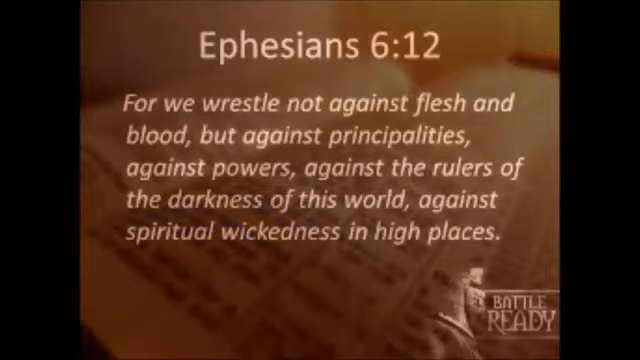 Ephesians 6:12
For we wrestle not against flesh and
blood, but against principalities,
against powers, against the rulers of
the darkness of this world, against
spiritual wickedness in high places.
BATTLE
READY